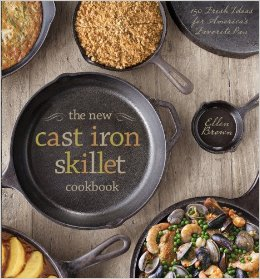 150 Fresh Ideas
for America's
Favorite Pan
the new
cast iron
skillet
cookbook
Ellen
Brown